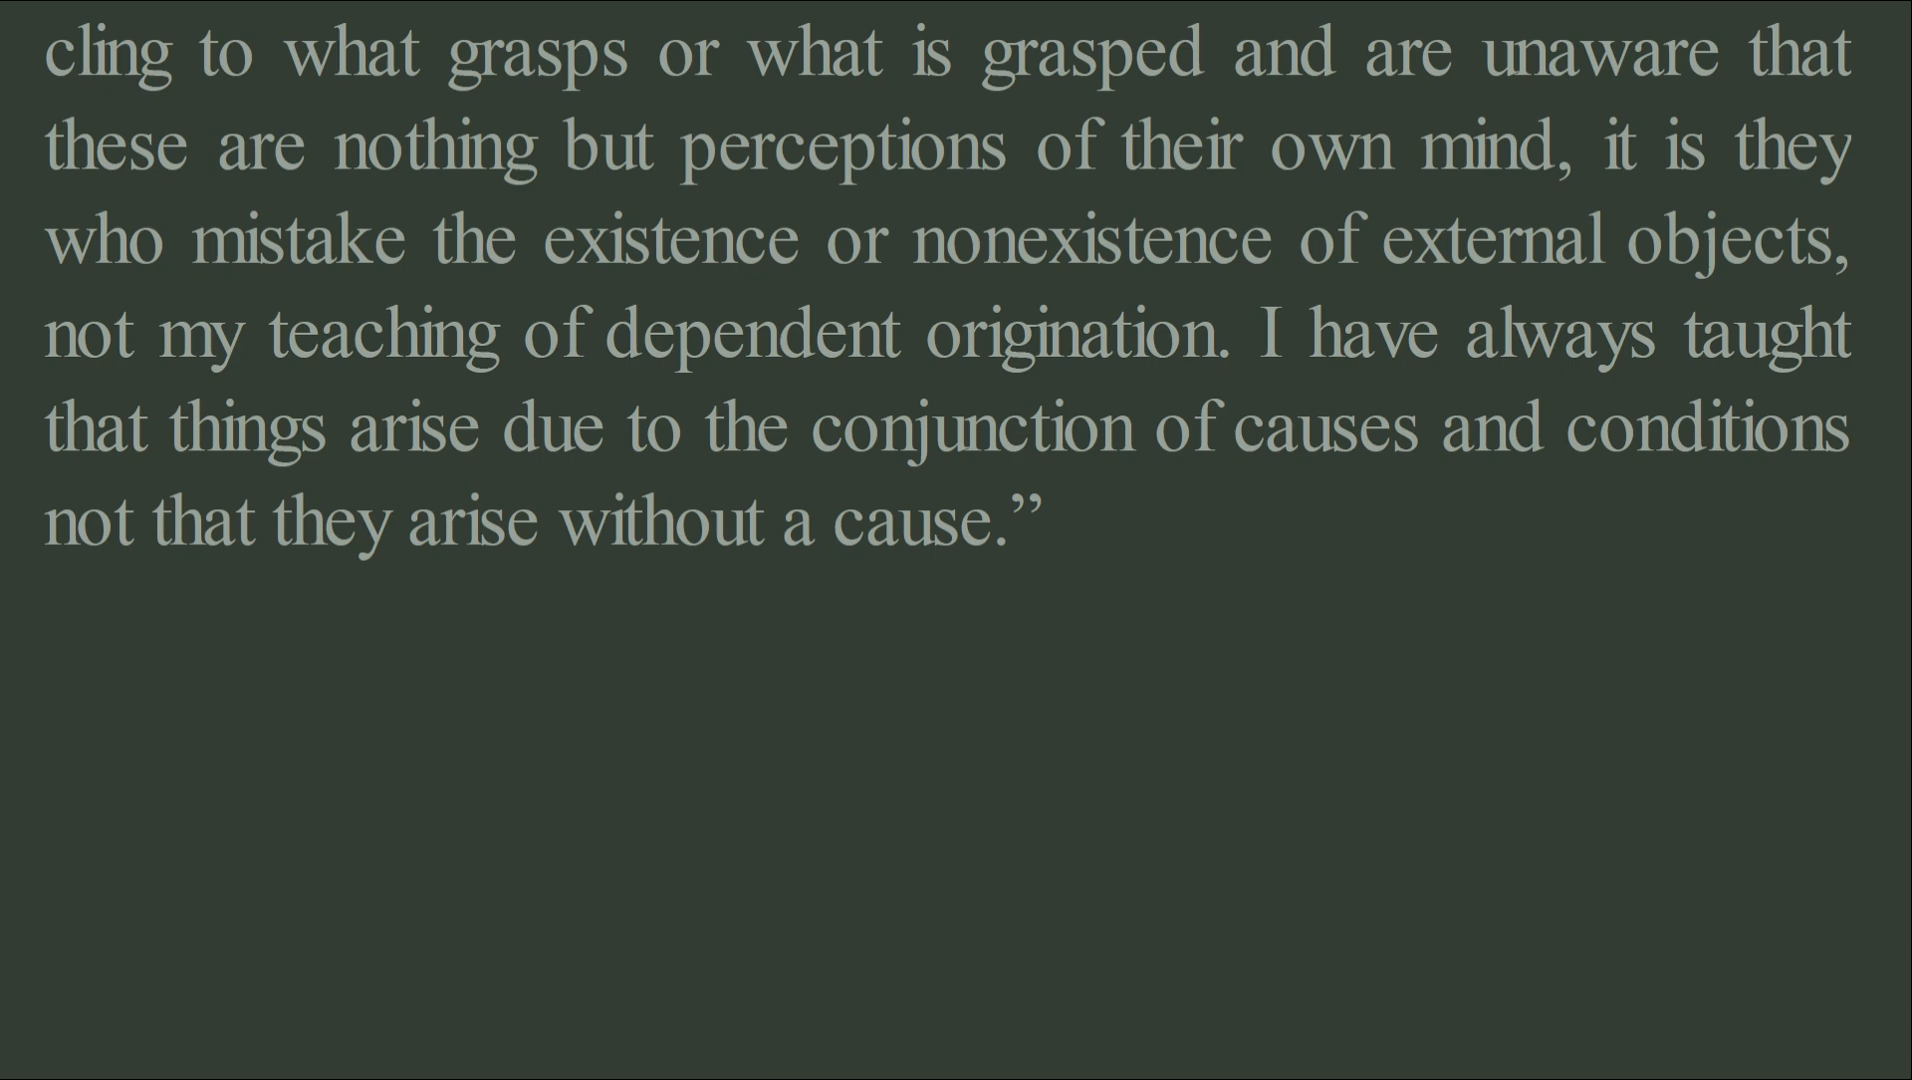 cling to what grasps or what is grasped and are unaware that
these are nothing but perceptions of their own mind, it is they
who mistake the existence or nonexistence of external objects,
not my teaching of dependent origination. I have always taught
that things arise due to the conjunction of causes and conditions
not that they arise without a cause.”